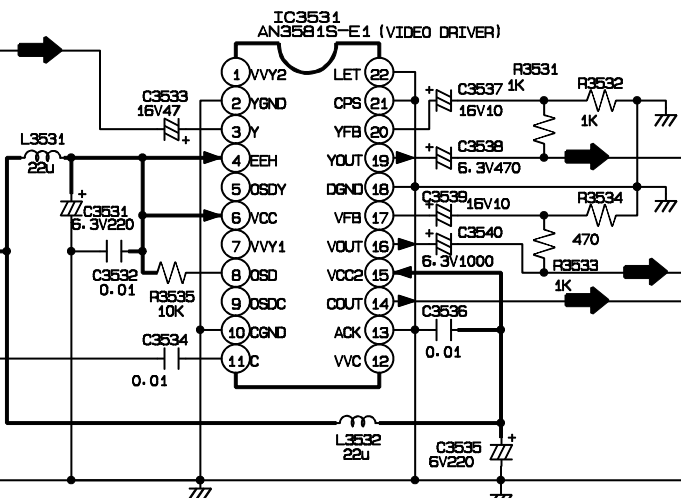 IC3531
AN3581S-E1 (VIDEO DRIVER)
1 VVY2
2 YGND
3 Y
4 EEH
5 OSDY
6 VCC
7 VVY1
8 OSD
9 OSDC
10 CGND
11 C
LET 22
CPS 21
YFB 20
YOUT 19
DGND 18
VFB 17
VOUT 16
VCC2 15
COUT 14
ACK 13
VVC 12
C3533
16V47
+
L3531
22u
+
C3531
6.3V220
C3532
0.01
R3535
10K
C3534
0.01
+
C3537
16V10
R3531
1K
R3532
1K
+
C3538
6.3V470
C3539
16V10
+
R3534
470
+
C3540
6.3V1000
R3533
1K
C3536
0.01
L3532
22u
C3535
6V220
+